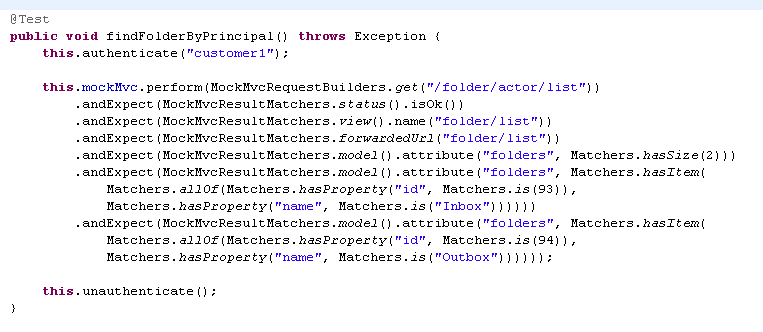 @Test
public void findFolderByPrincipal() throws Exception {
    this.authenticate("customer1");

    this.mockMvc.perform(MockMvcRequestBuilders.get("/folder/actor/list"))
        .andExpect(MockMvcResultMatchers.status().isOk())
        .andExpect(MockMvcResultMatchers.view().name("folder/list"))
        .andExpect(MockMvcResultMatchers.forwardedUrl("folder/list"))
        .andExpect(MockMvcResultMatchers.model().attribute("folders", Matchers.hasSize(2)))
        .andExpect(MockMvcResultMatchers.model().attribute("folders", Matchers.hasItem(
            Matchers.allOf(Matchers.hasProperty("id", Matchers.is(93)),
            Matchers.hasProperty("name", Matchers.is("Inbox"))))))
        .andExpect(MockMvcResultMatchers.model().attribute("folders", Matchers.hasItem(
            Matchers.allOf(Matchers.hasProperty("id", Matchers.is(94)),
            Matchers.hasProperty("name", Matchers.is("Outbox"))))));

    this.unauthenticate();
}